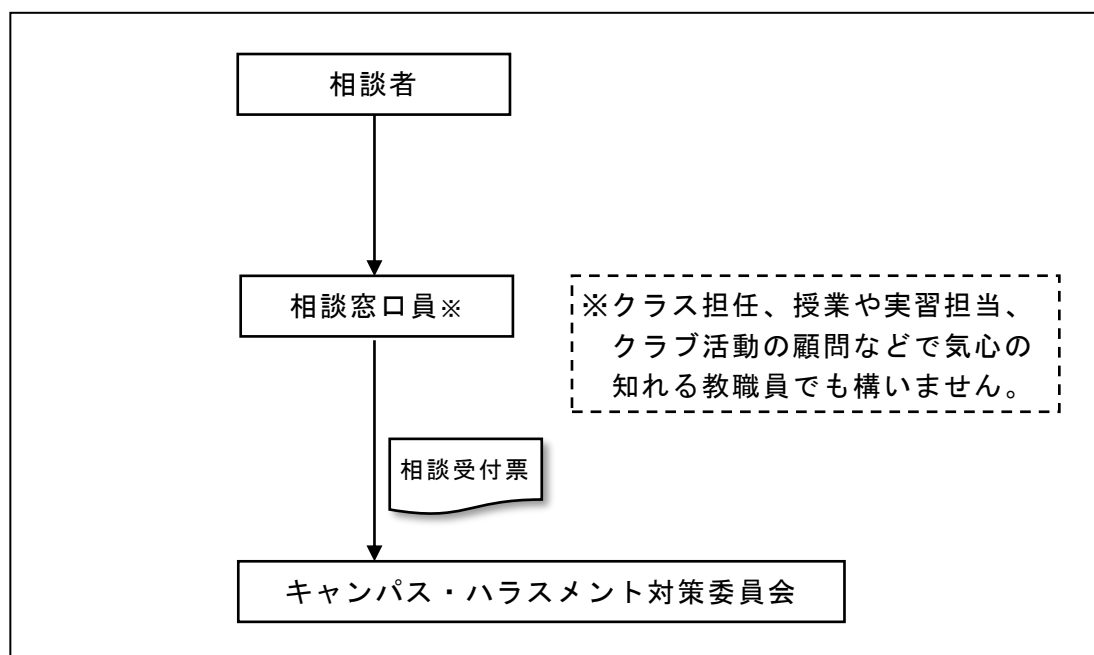 相談者
相談窓口員※
※クラス担任、授業や実習担当、
クラブ活動の顧問などで気心の
知れる教職員でも構いません。
相談受付票
キャンパス・ハラスメント対策委員会